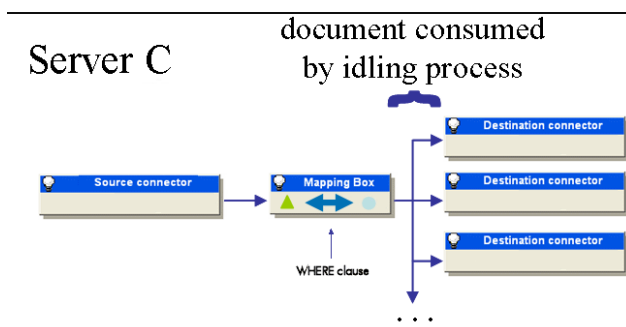 document consumed
by idling process
Server C
Destination connector
Source connector
Mapping Box
Destination connector
Destination connector
WHERE clause
. . .